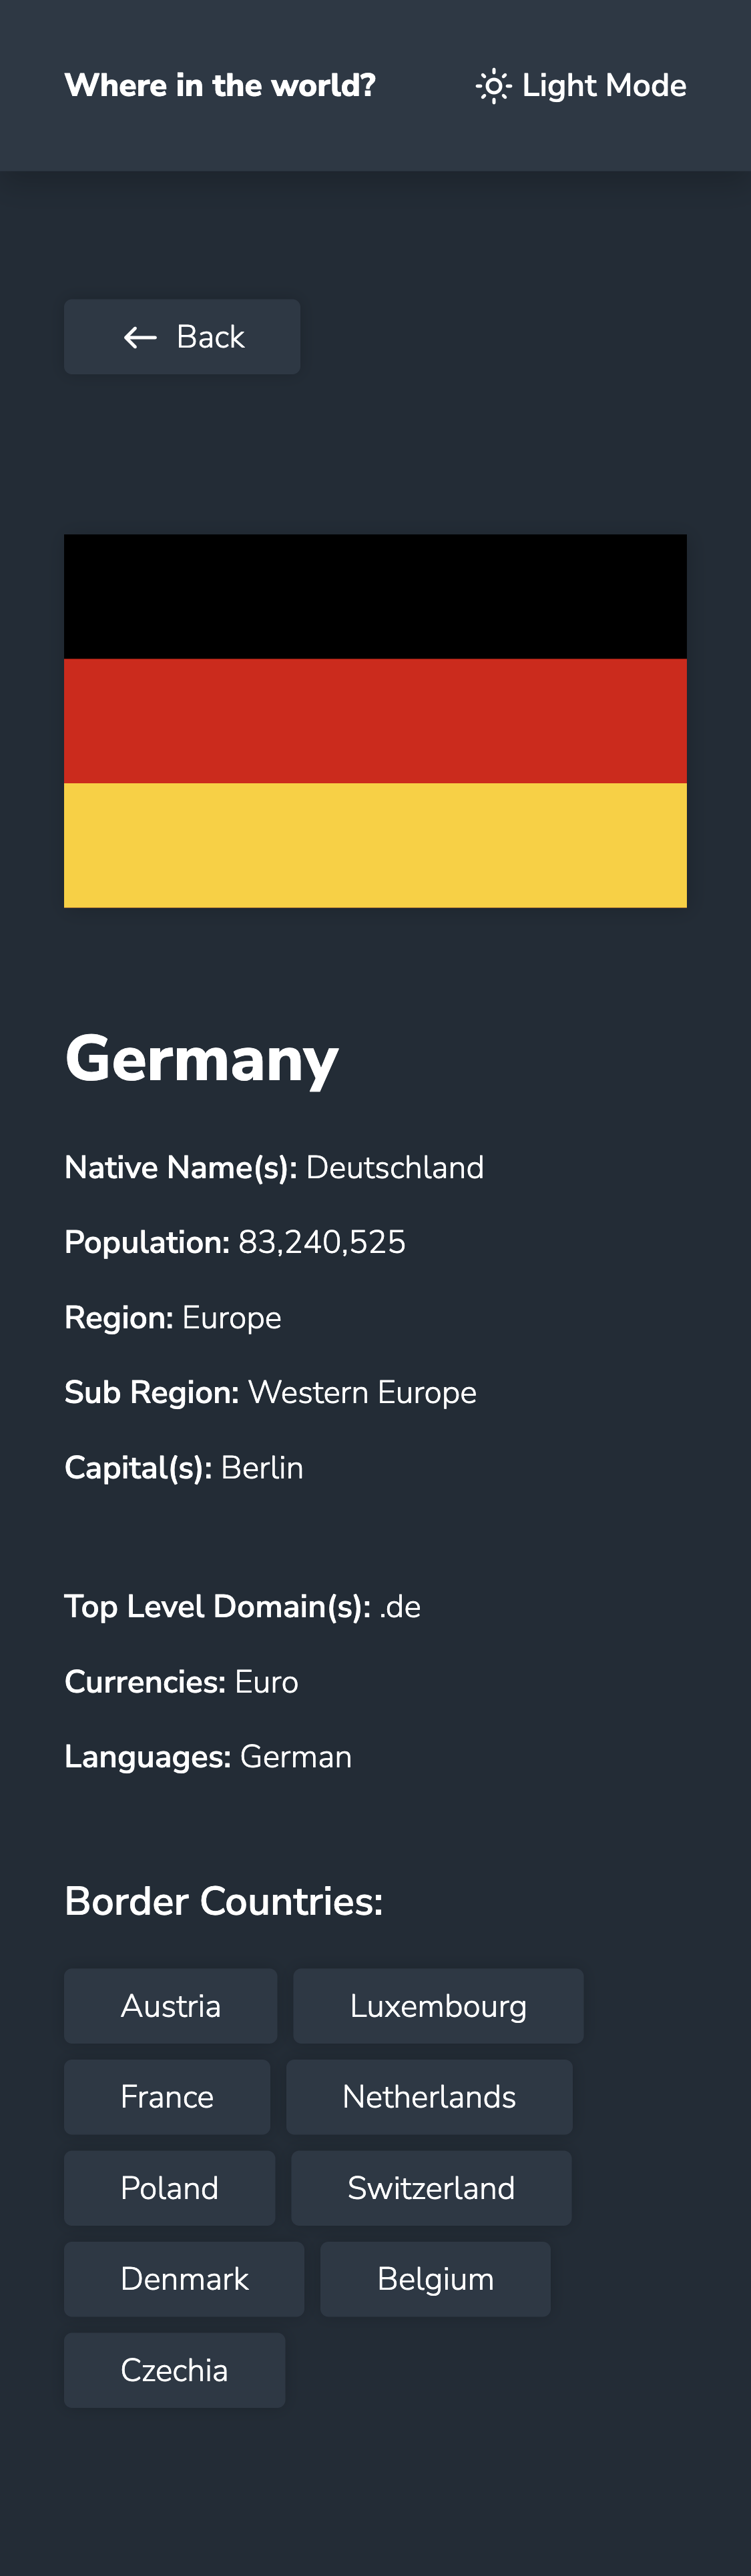 Where in the world? Light Mode
Back
Germany
Native Name(s): Deutschland
Population: 83,240,525
Region: Europe
Sub Region: Western Europe
Capital(s): Berlin
Top Level Domain(s): .de
Currencies: Euro
Languages: German
Border Countries:
Austria Luxembourg
France Netherlands
Poland Switzerland
Denmark Belgium
Czechia